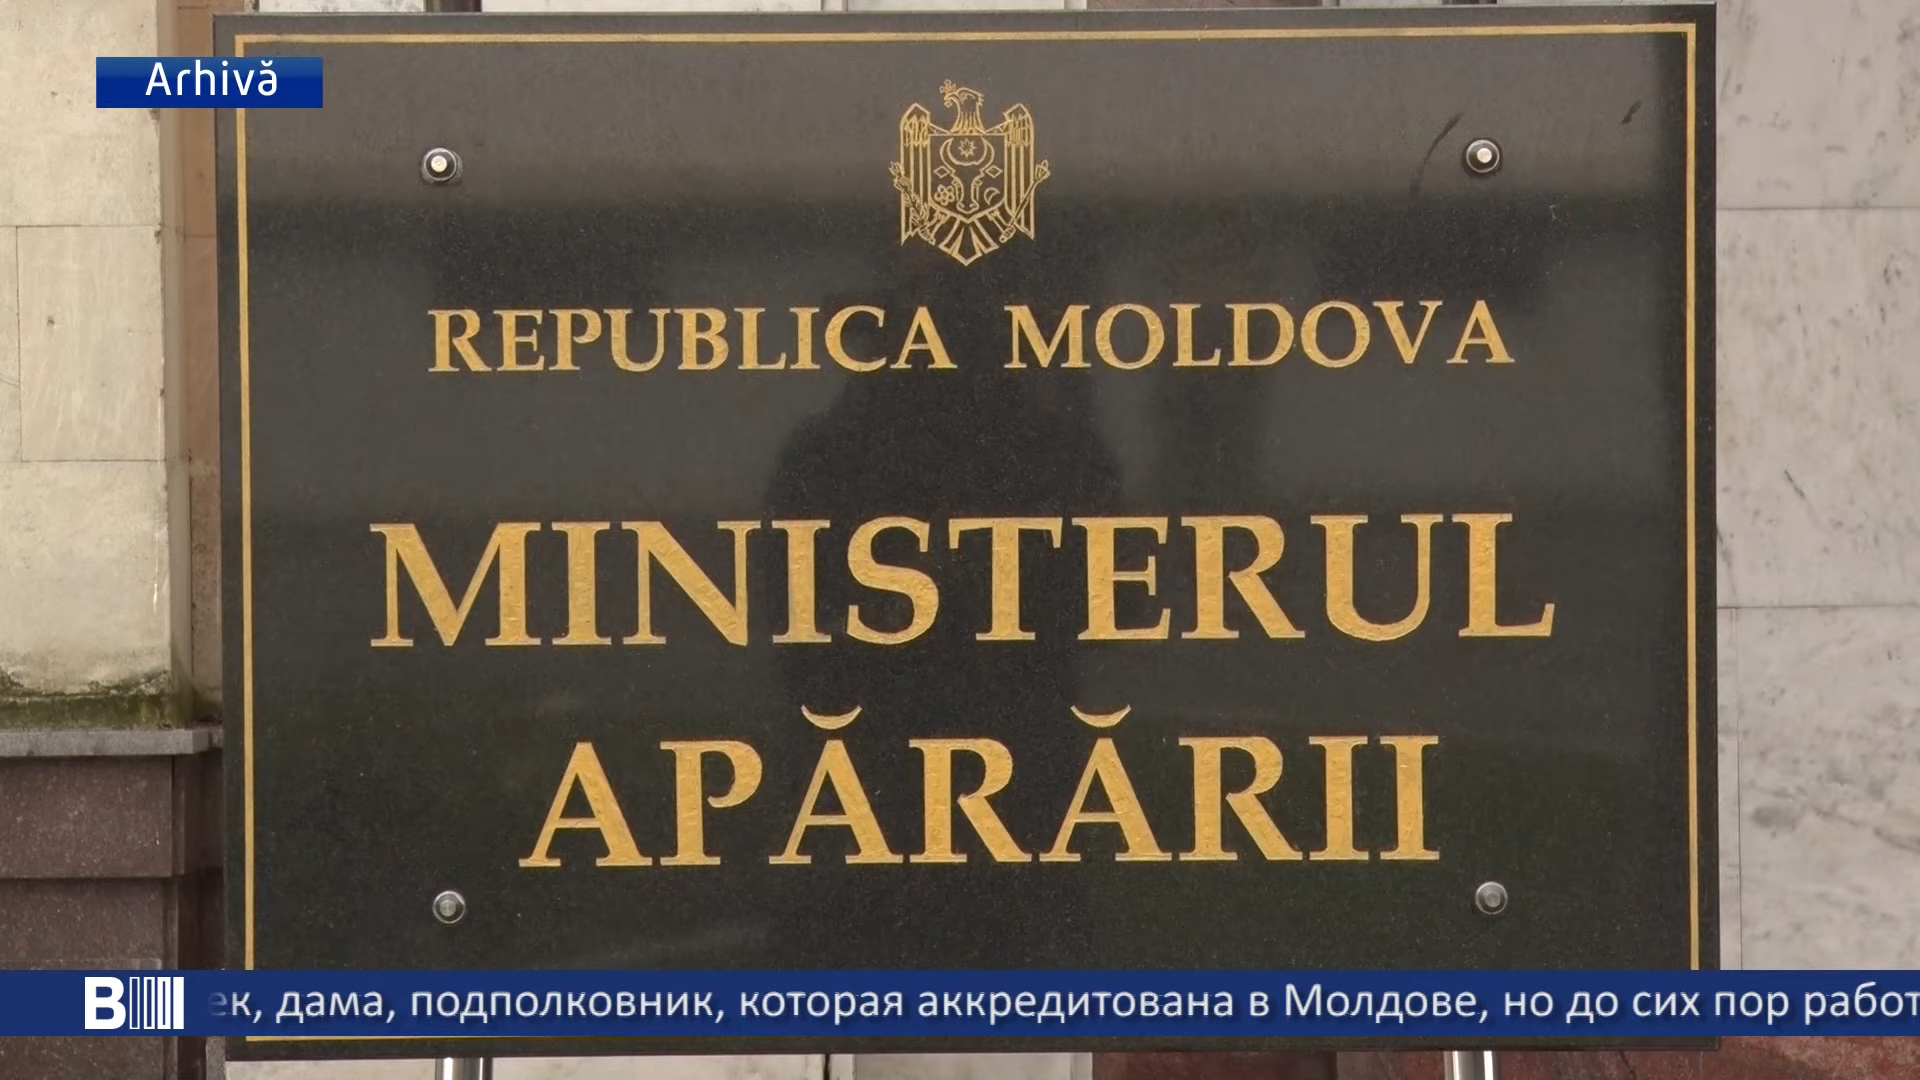 Arhivă
REPUBLICA MOLDOVA
MINISTERUL
APĂRĂRII
дама, подполковник, которая аккредитована в Молдове, но до сих пор